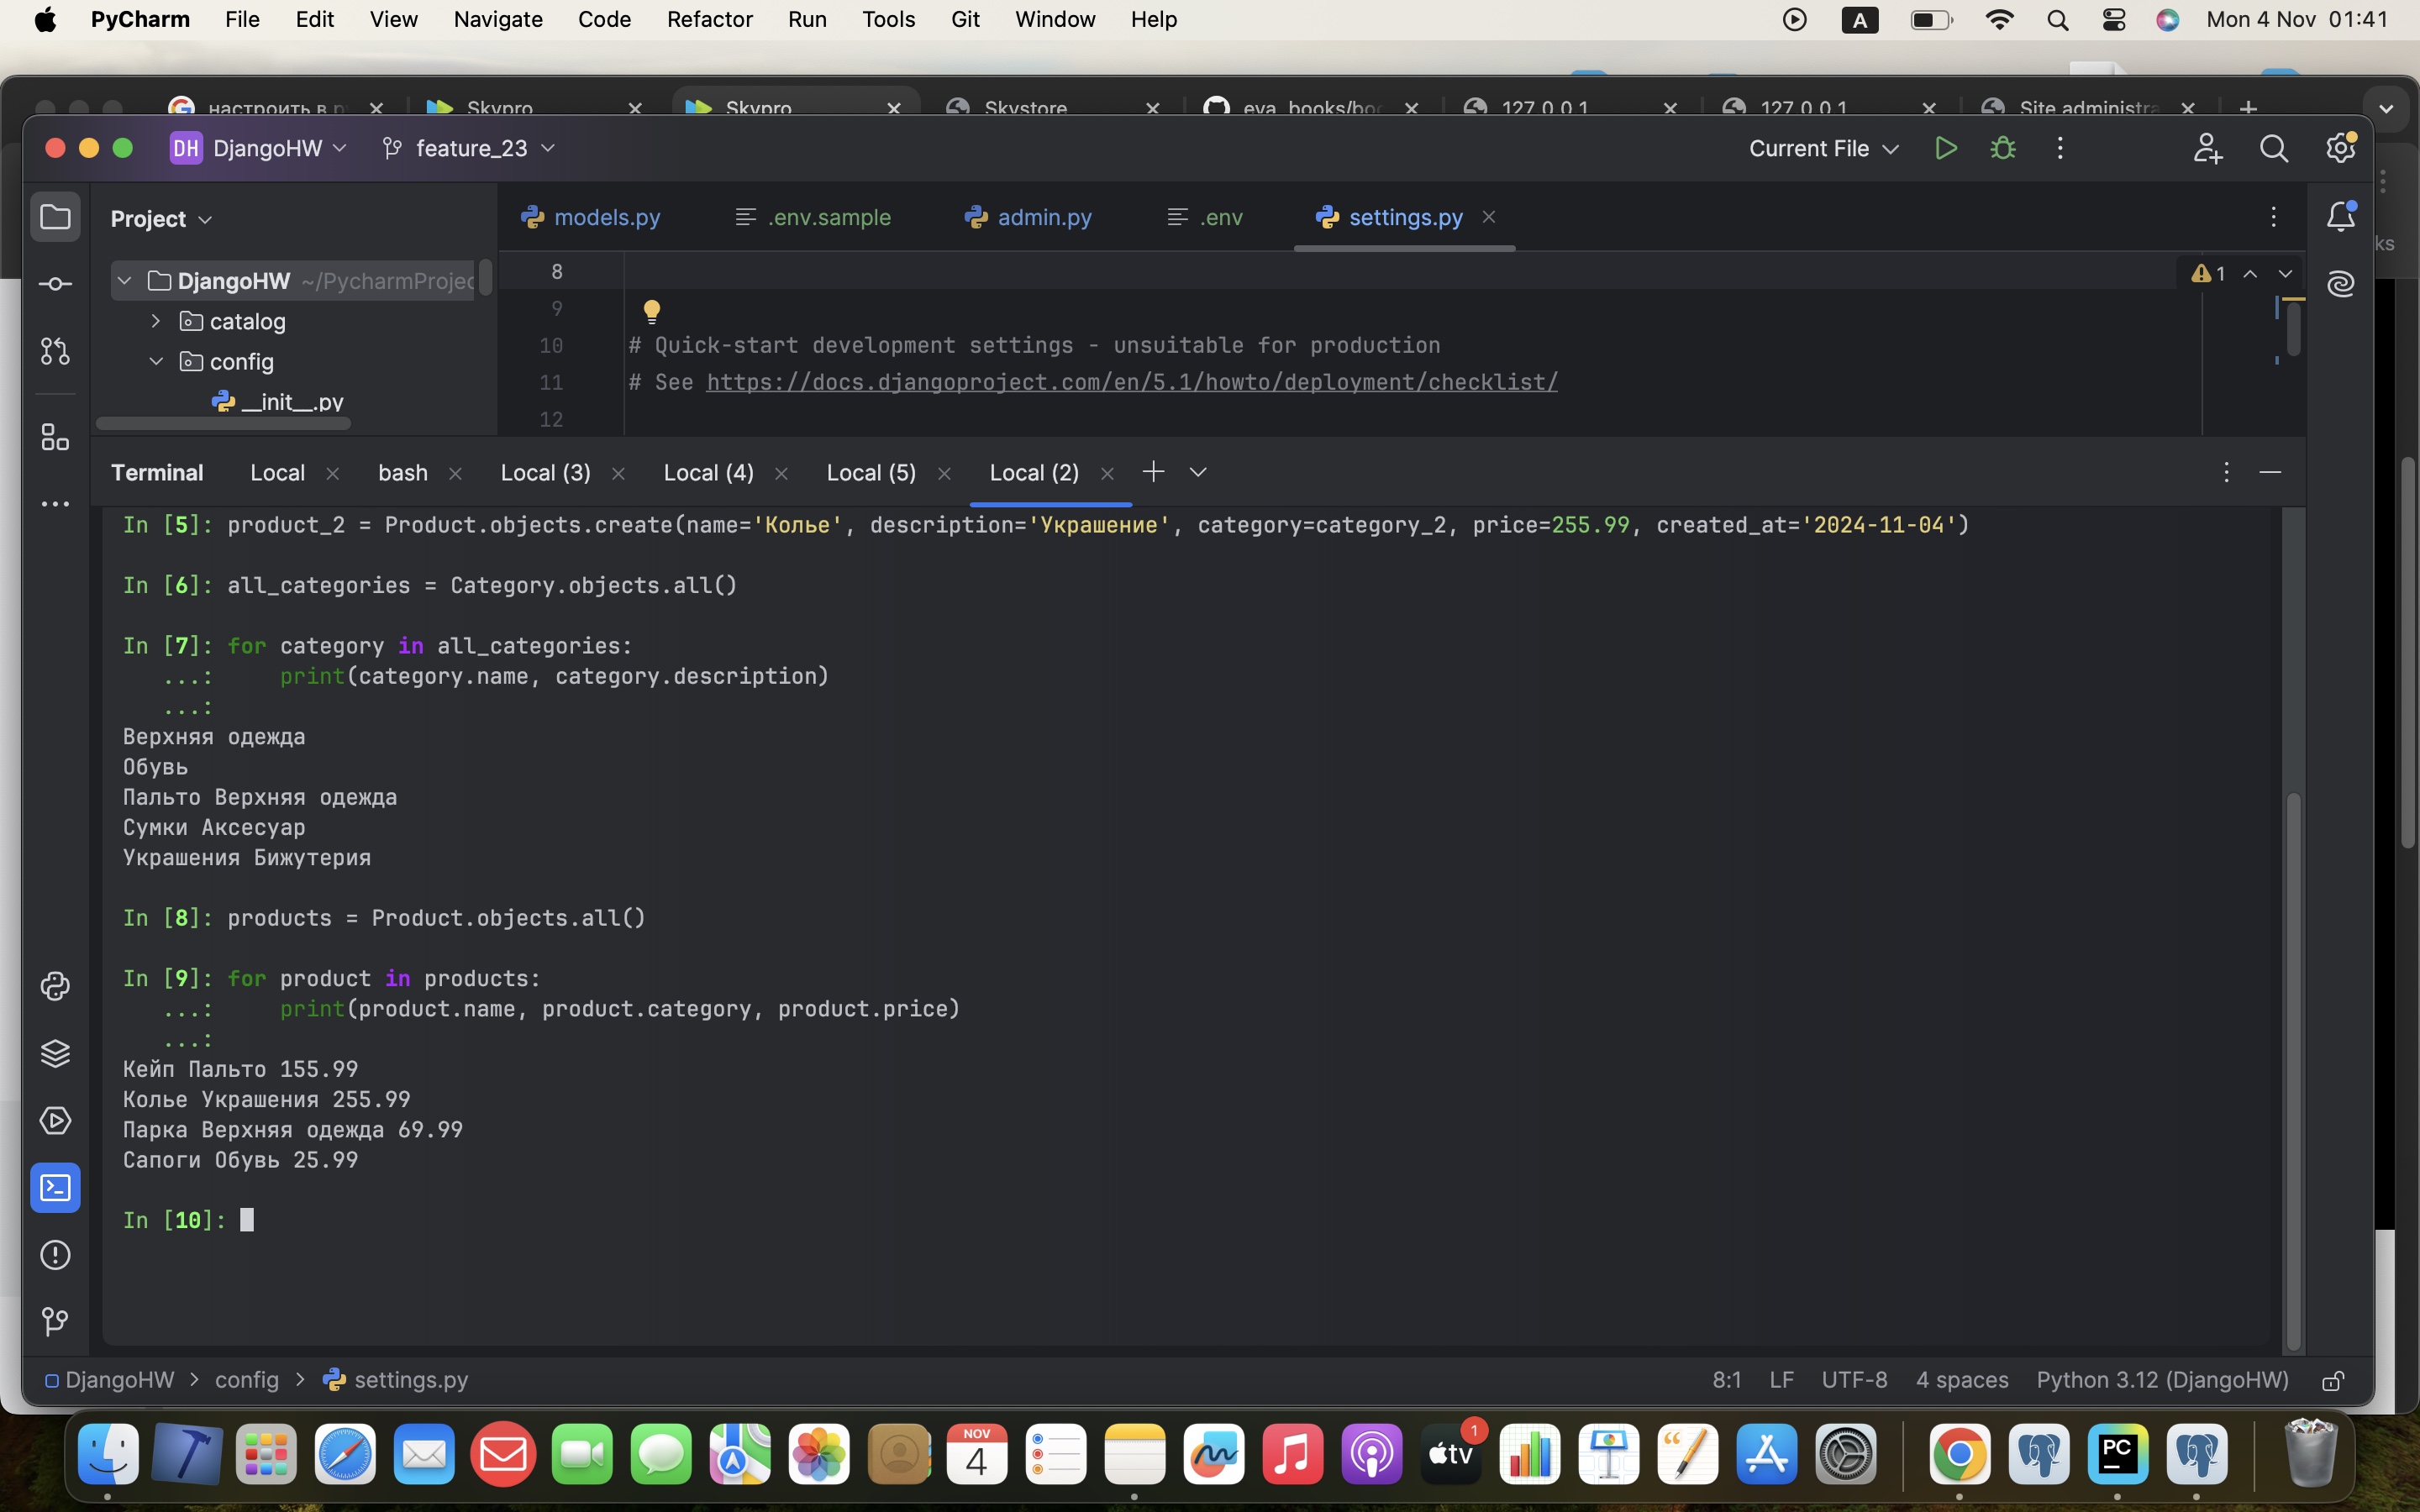 PyCharm File Edit View Navigate Code Refactor Run Tools Git Window Help A Mon 4 Nov 01:41
настроить в Skypro Skypro Skystore eva_books/bo 127.0.0.1 127.0.0.1 Site administra
DH DjangoHW feature_23 Current File
Project models.py .env.sample admin.py .env settings.py
ks
DjangoHW ~/PycharmProjec
catalog
config
__init__.py
8
9
10 # Quick-start development settings - unsuitable for production
11 # See https://docs.djangoproject.com/en/5.1/howto/deployment/checklist/
12
1
Terminal Local bash Local (3) Local (4) Local (5) Local (2)
In [5]: product_2 = Product.objects.create(name='Колье', description='Украшение', category=category_2, price=255.99, created_at='2024-11-04')
In [6]: all_categories = Category.objects.all()
In [7]: for category in all_categories:
...:     print(category.name, category.description)
...:
Верхняя одежда
Обувь
Пальто Верхняя одежда
Сумки Аксесуар
Украшения Бижутерия
In [8]: products = Product.objects.all()
In [9]: for product in products:
...:     print(product.name, product.category, product.price)
...:
Кейп Пальто 155.99
Колье Украшения 255.99
Парка Верхняя одежда 69.99
Сапоги Обувь 25.99
In [10]:
DjangoHW > config > settings.py 8:1 LF UTF-8 4 spaces Python 3.12 (DjangoHW)
NOV
4
tv
1
PC